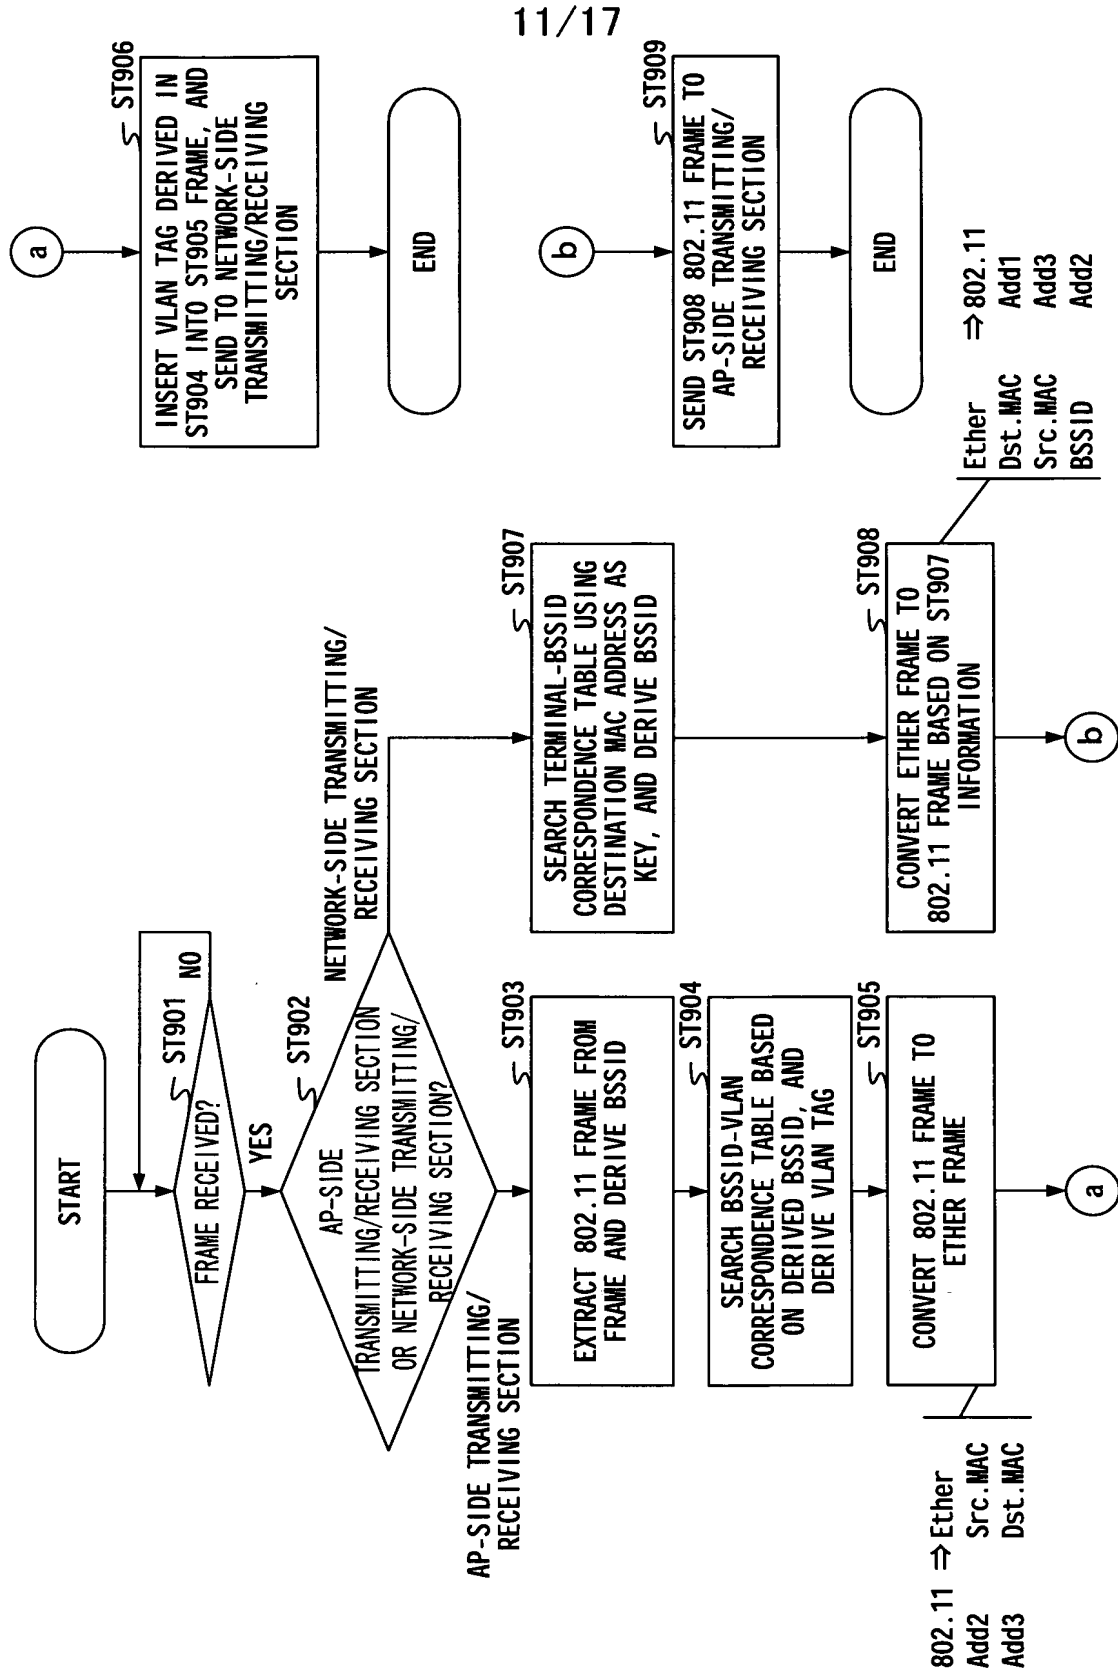 11/17
START
FRAME RECEIVED?
ST901
NO
YES
ST902
AP-SIDE
TRANSMITTING/RECEIVING SECTION
OR NETWORK-SIDE TRANSMITTING/
RECEIVING SECTION?
NETWORK-SIDE TRANSMITTING/
RECEIVING SECTION
AP-SIDE TRANSMITTING/
RECEIVING SECTION
ST903
EXTRACT 802.11 FRAME FROM
FRAME AND DERIVE BSSID
ST904
SEARCH BSSID-VLAN
CORRESPONDENCE TABLE BASED
ON DERIVED BSSID, AND
DERIVE VLAN TAG
ST905
CONVERT 802.11 FRAME TO
ETHER FRAME
802.11 ⇒Ether
Add2 Src.MAC
Add3 Dst.MAC
a
ST907
SEARCH TERMINAL-BSSID
CORRESPONDENCE TABLE USING
DESTINATION MAC ADDRESS AS
KEY, AND DERIVE BSSID
ST908
CONVERT ETHER FRAME TO
802.11 FRAME BASED ON ST907
INFORMATION
Ether ⇒802.11
Dst.MAC Add1
Src.MAC Add3
BSSID Add2
b
a
ST906
INSERT VLAN TAG DERIVED IN
ST904 INTO ST905 FRAME, AND
SEND TO NETWORK-SIDE
TRANSMITTING/RECEIVING
SECTION
END
b
ST909
SEND ST908 802.11 FRAME TO
AP-SIDE TRANSMITTING/
RECEIVING SECTION
END